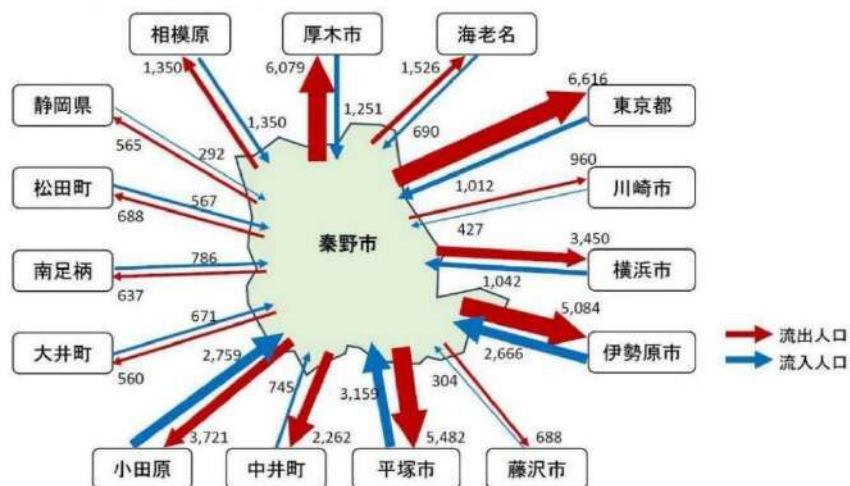 相模原
厚木市
海老名
1,350
6,079
1,526
6,616
静岡県
東京都
1,350
1,251
690
565
292
960
松田町
1,012
川崎市
567
688
427
秦野市
3,450
南足柄
786
横浜市
637
1,042
5,084
671
流出人口
大井町
2,759
2,666
伊勢原市
流入人口
560
745
3,159
304
3,721
2,262
5,482
688
小田原
中井町
平塚市
藤沢市